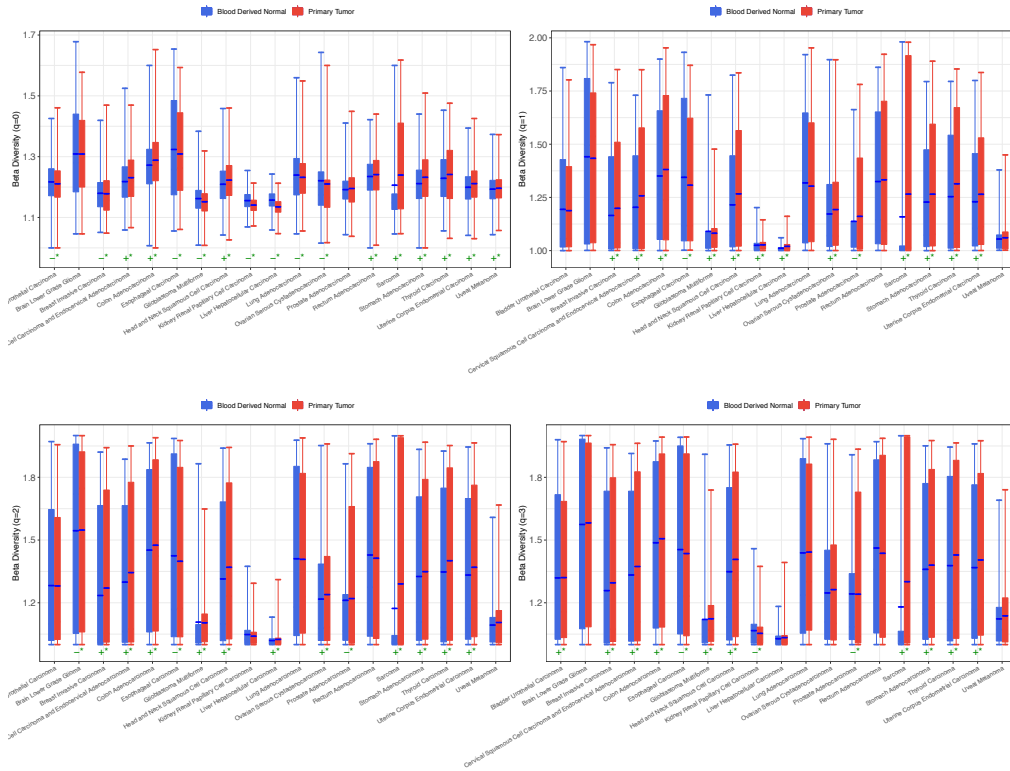 Blood Derived Normal Primary Tumor
Beta Diversity (q=0)
1.7
1.5
1.3
1.1
−* −* +* +* −* −* +* −* −* −* +* +* +* +* +*
Urothelial Carcinoma
Brain Lower Grade Glioma
Breast Invasive Carcinoma
Cell Carcinoma and Endocervical Adenocarcinoma
Colon Adenocarcinoma
Esophageal Carcinoma
Glioblastoma Multiforme
Head and Neck Squamous Cell Carcinoma
Kidney Renal Papillary Cell Carcinoma
Liver Hepatocellular Carcinoma
Lung Adenocarcinoma
Ovarian Serous Cystadenocarcinoma
Prostate Adenocarcinoma
Rectum Adenocarcinoma
Sarcoma
Stomach Adenocarcinoma
Thyroid Carcinoma
Uterine Corpus Endometrial Carcinoma
Uveal Melanoma
Blood Derived Normal Primary Tumor
Beta Diversity (q=1)
2.00
1.75
1.50
1.25
1.00
Bladder Urothelial Carcinoma
Brain Lower Grade Glioma
Breast Invasive Carcinoma
Cervical Squamous Cell Carcinoma and Endocervical Adenocarcinoma
Colon Adenocarcinoma
Esophageal Carcinoma
Glioblastoma Multiforme
Head and Neck Squamous Cell Carcinoma
Kidney Renal Papillary Cell Carcinoma
Liver Hepatocellular Carcinoma
Lung Adenocarcinoma
Ovarian Serous Cystadenocarcinoma
Prostate Adenocarcinoma
Rectum Adenocarcinoma
Sarcoma
Stomach Adenocarcinoma
Thyroid Carcinoma
Uterine Corpus Endometrial Carcinoma
Uveal Melanoma
Blood Derived Normal Primary Tumor
Beta Diversity (q=2)
1.8
1.5
1.2
Brain Lower Grade Glioma
Breast Invasive Carcinoma
Cell Carcinoma and Endocervical Adenocarcinoma
Colon Adenocarcinoma
Esophageal Carcinoma
Glioblastoma Multiforme
Head and Neck Squamous Cell Carcinoma
Kidney Renal Papillary Cell Carcinoma
Liver Hepatocellular Carcinoma
Lung Adenocarcinoma
Ovarian Serous Cystadenocarcinoma
Prostate Adenocarcinoma
Rectum Adenocarcinoma
Sarcoma
Stomach Adenocarcinoma
Thyroid Carcinoma
Uterine Corpus Endometrial Carcinoma
Uveal Melanoma
Blood Derived Normal Primary Tumor
Beta Diversity (q=3)
1.8
1.5
1.2
Bladder Urothelial Carcinoma
Brain Lower Grade Glioma
Breast Invasive Carcinoma
Cervical Squamous Cell Carcinoma and Endocervical Adenocarcinoma
Colon Adenocarcinoma
Esophageal Carcinoma
Glioblastoma Multiforme
Head and Neck Squamous Cell Carcinoma
Kidney Renal Papillary Cell Carcinoma
Liver Hepatocellular Carcinoma
Lung Adenocarcinoma
Ovarian Serous Cystadenocarcinoma
Prostate Adenocarcinoma
Rectum Adenocarcinoma
Sarcoma
Stomach Adenocarcinoma
Thyroid Carcinoma
Uterine Corpus Endometrial Carcinoma
Uveal Melanoma